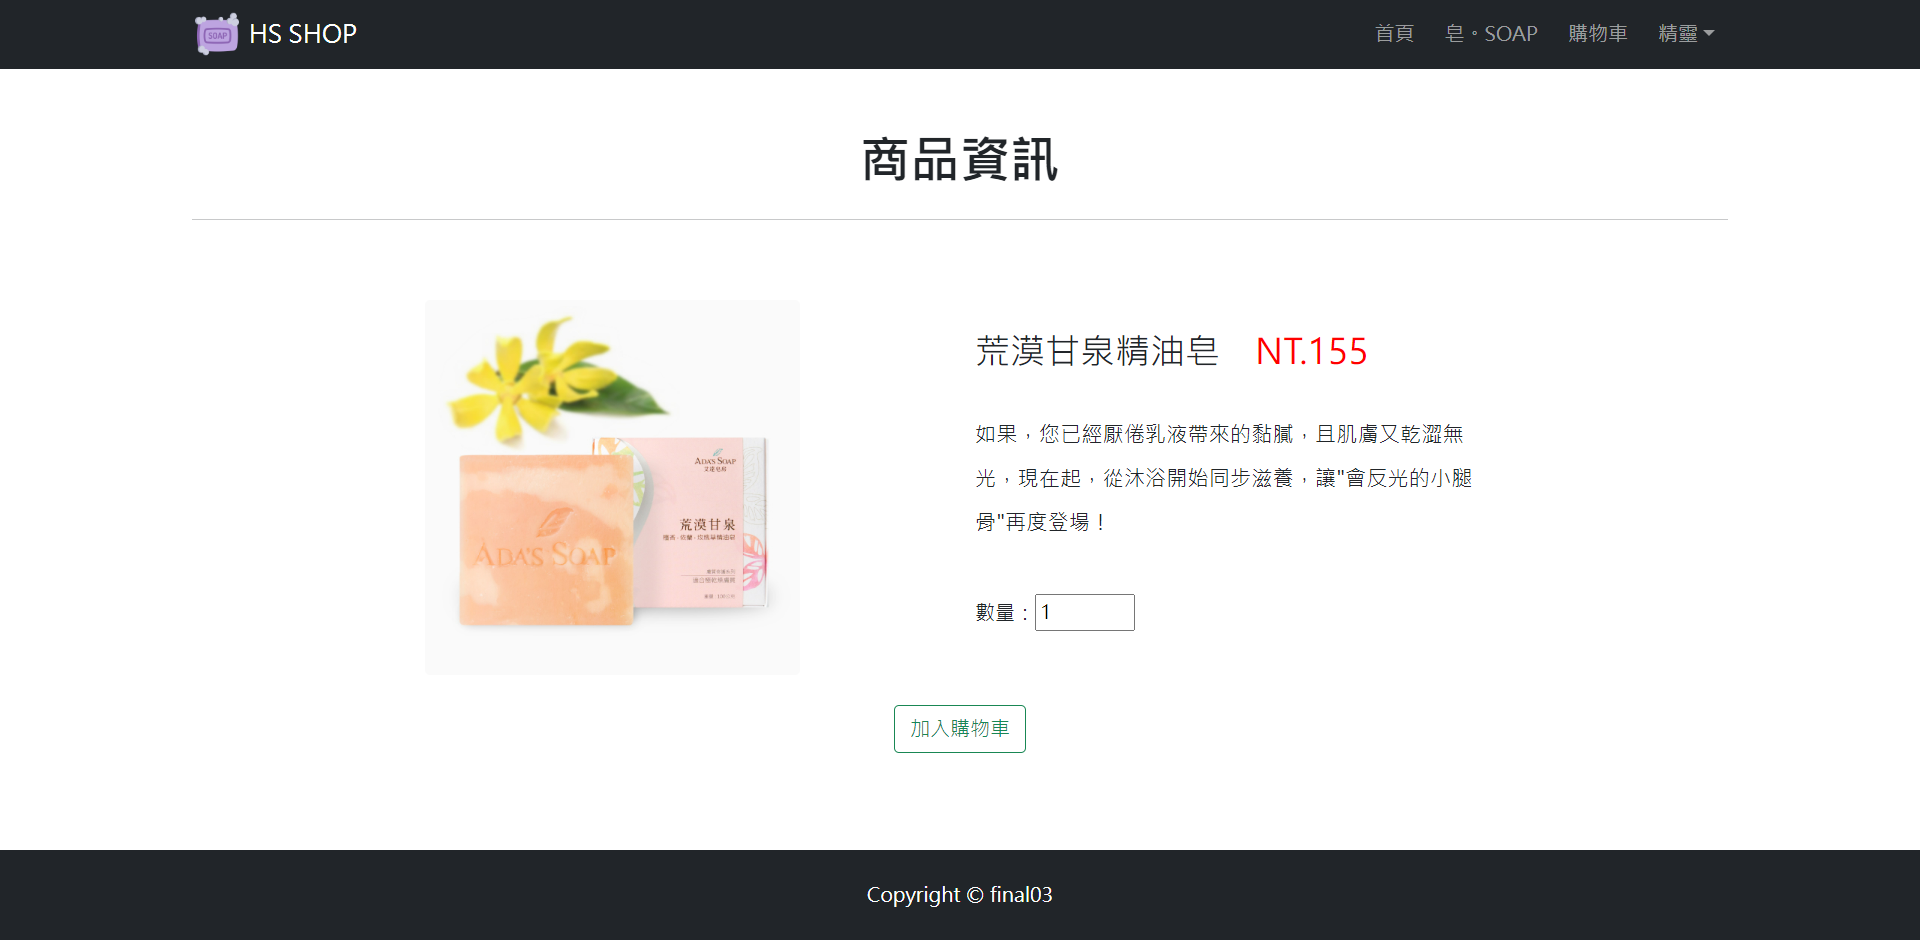 SOAP
HS SHOP
首頁
皂。SOAP
購物車
精靈
商品資訊
ADA'S SOAP
艾達皂房
荒漠甘泉
ADA'S SOAP
荒漠甘泉精油皂 NT.155
如果，您已經厭倦乳液帶來的黏膩，且肌膚又乾澀無
光，現在起，從沐浴開始同步滋養，讓"會反光的小腿
骨"再度登場！
數量：1
加入購物車
Copyright © final03